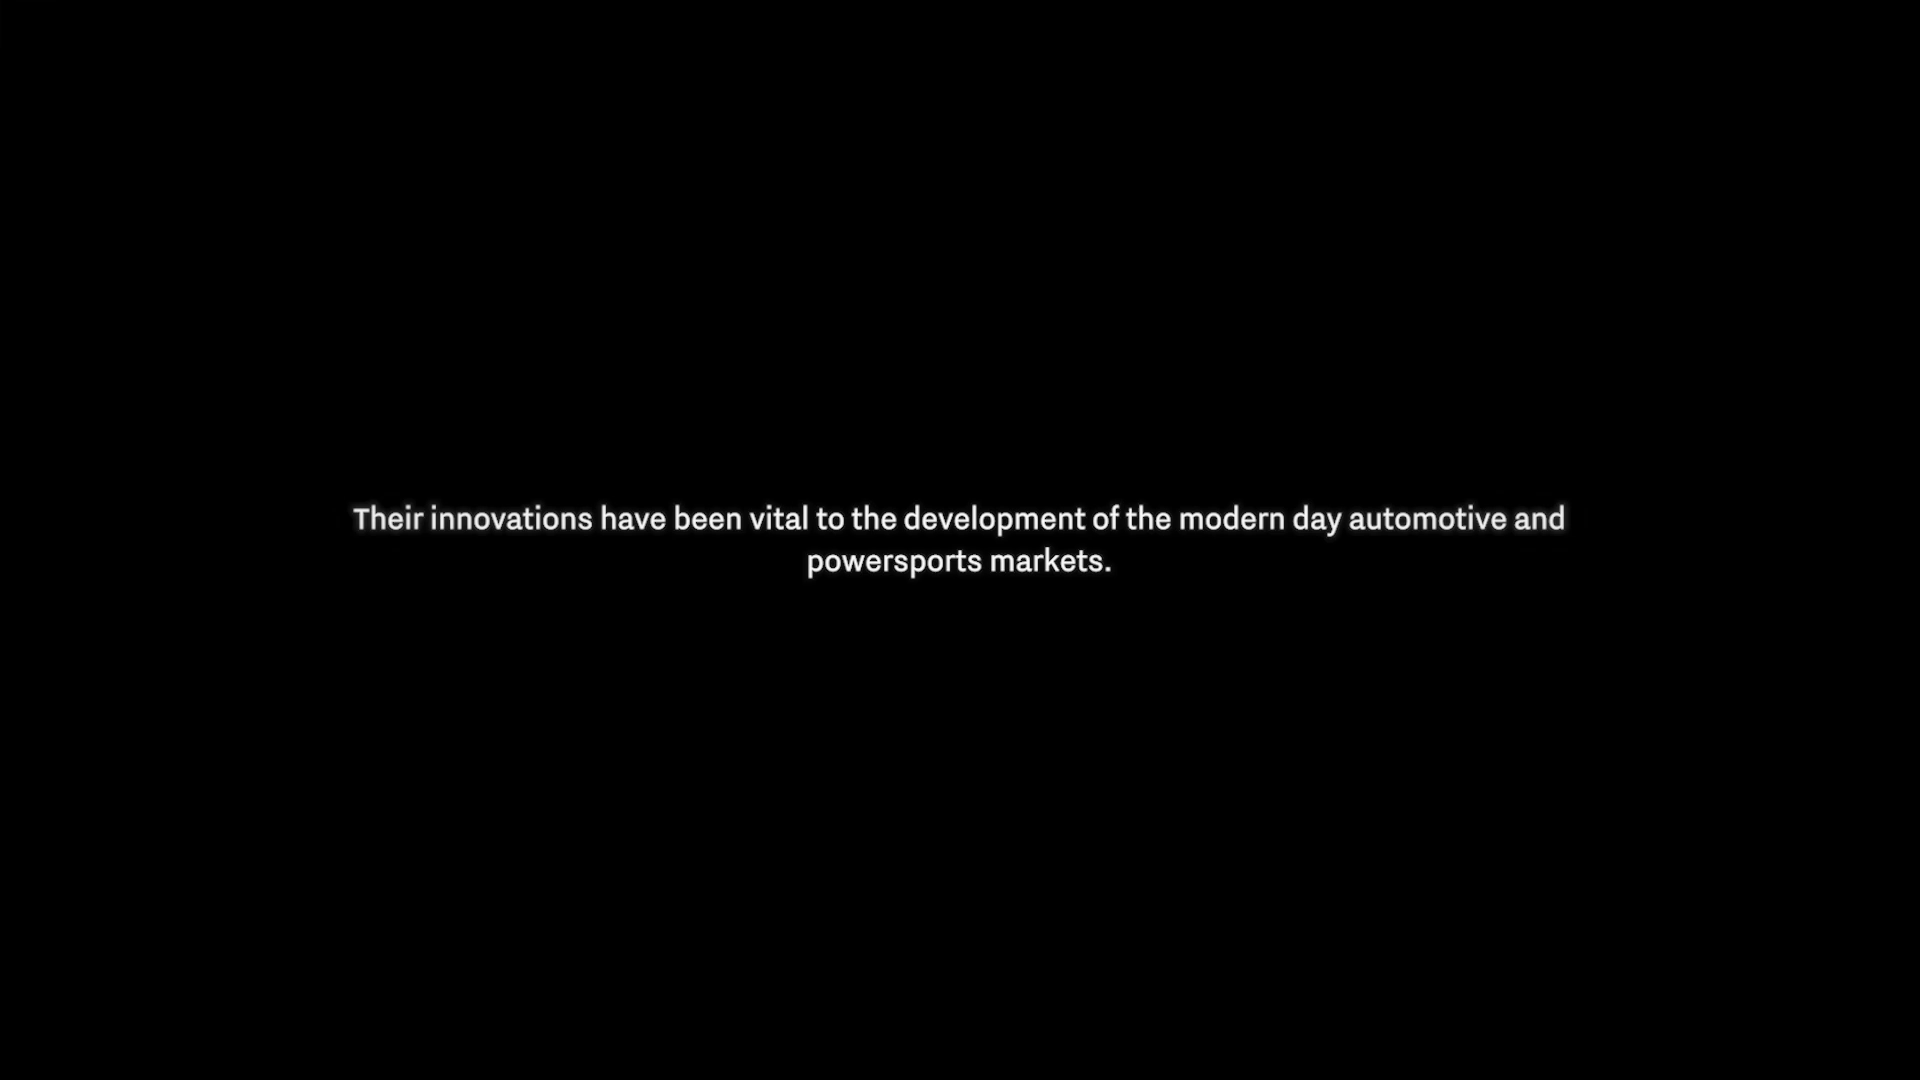 Their innovations have been vital to the development of the modern day automotive and
powersports markets.